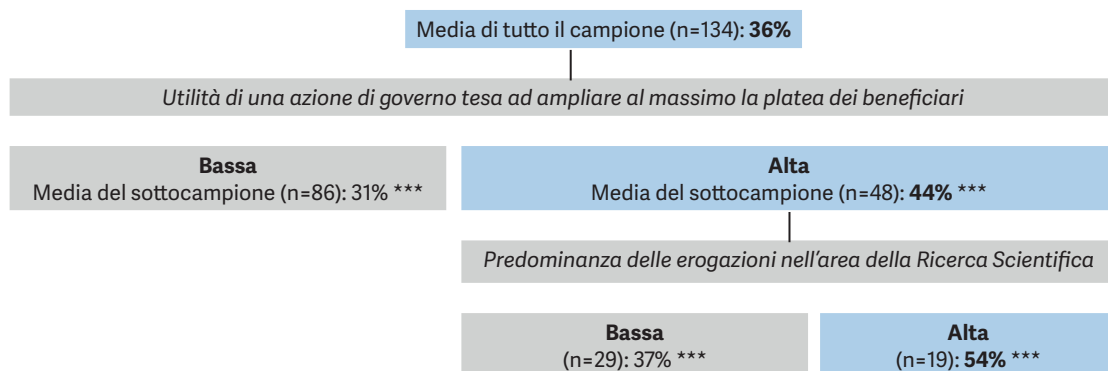 Media di tutto il campione (n=134): 36%
Utilità di una azione di governo tesa ad ampliare al massimo la platea dei beneficiari
Bassa
Media del sottocampione (n=86): 31% ***
Alta
Media del sottocampione (n=48): 44% ***
Predominanza delle erogazioni nell'area della Ricerca Scientifica
Bassa
(n=29): 37% ***
Alta
(n=19): 54% ***